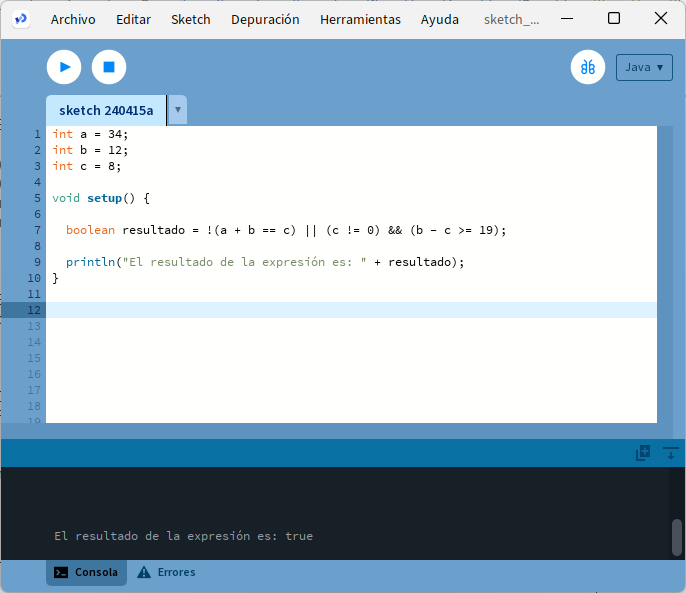 Archivo Editar Sketch Depuración Herramientas Ayuda sketch_...
Java ▾
sketch 240415a ▾
1 int a = 34;
2 int b = 12;
3 int c = 8;
4
5 void setup() {
6
7 boolean resultado = !(a + b == c) || (c != 0) && (b - c >= 19);
8
9 println("El resultado de la expresión es: " + resultado);
10 }
11
12
13
14
15
16
17
18
19
El resultado de la expresión es: true
Consola Errores